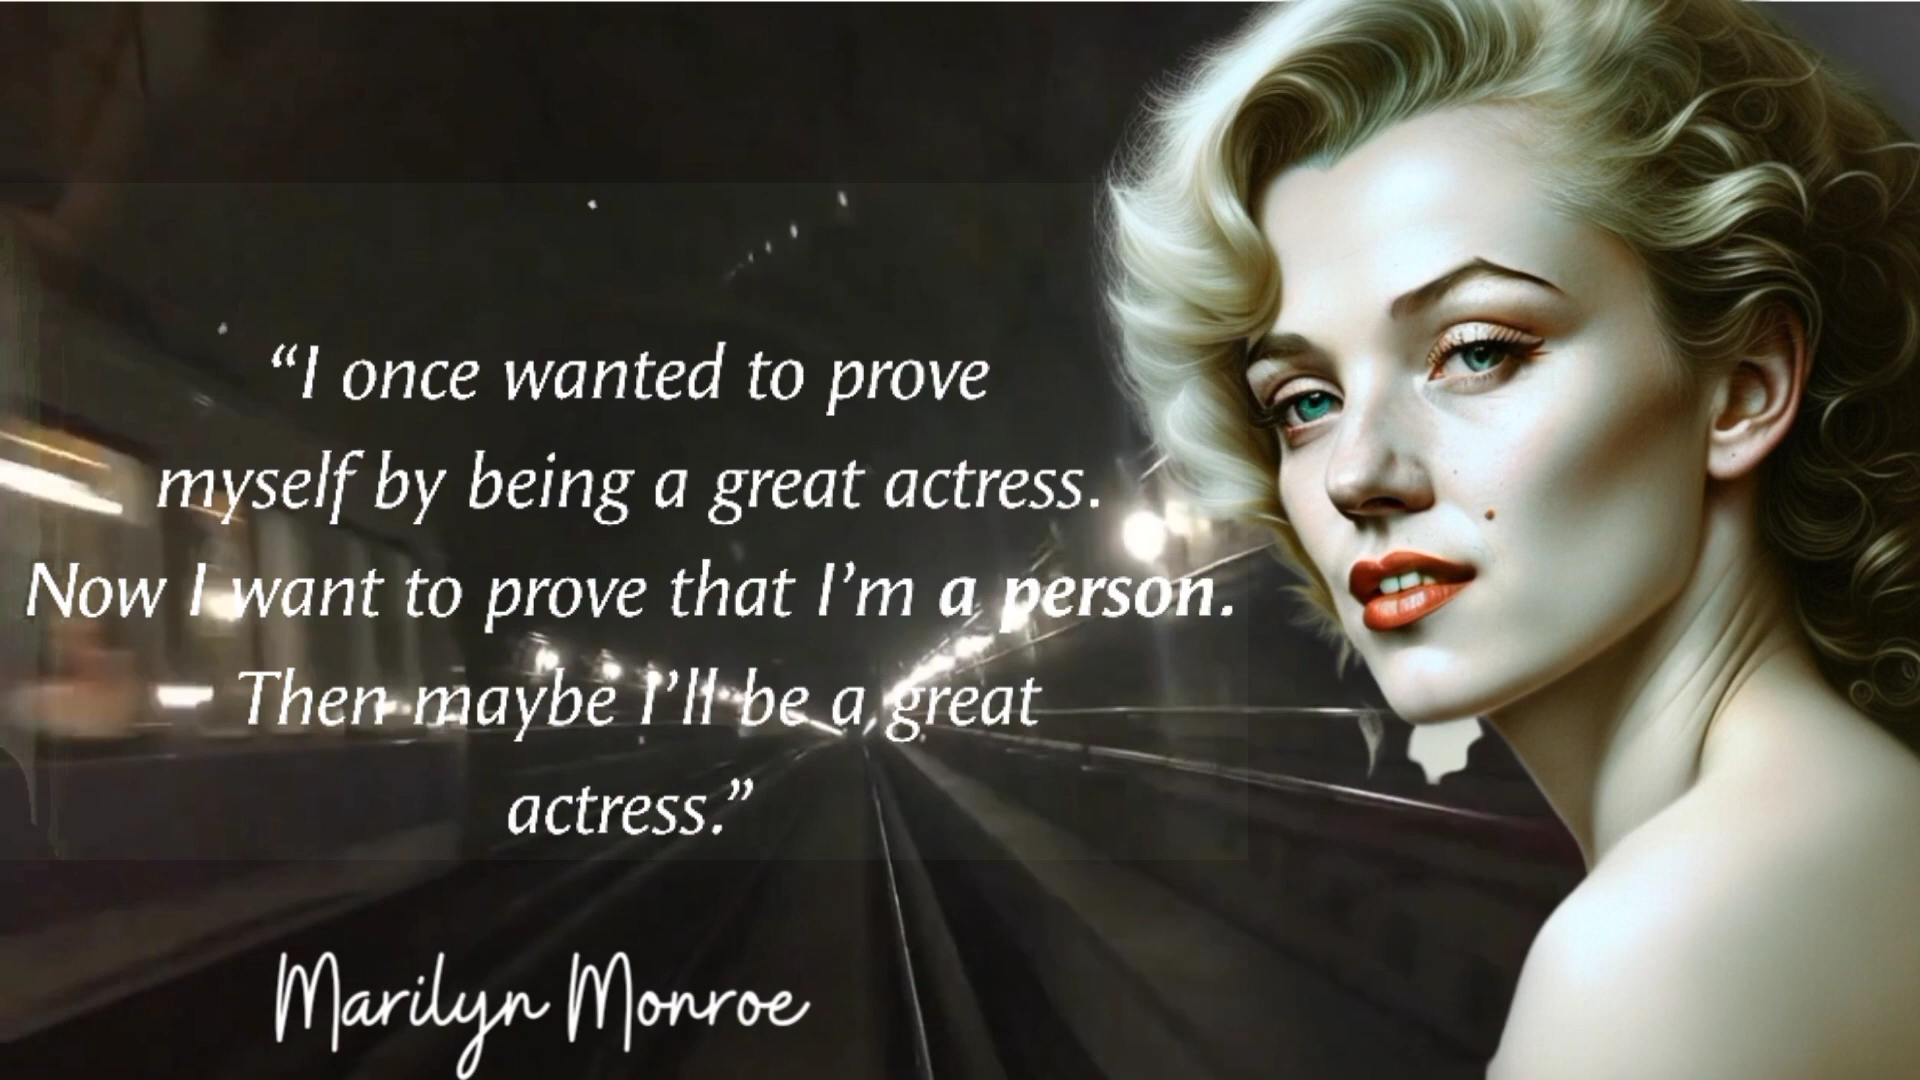 “I once wanted to prove
myself by being a great actress.
Now I want to prove that I’m a person.
Then maybe I’ll be a great
actress.”
Marilyn Monroe